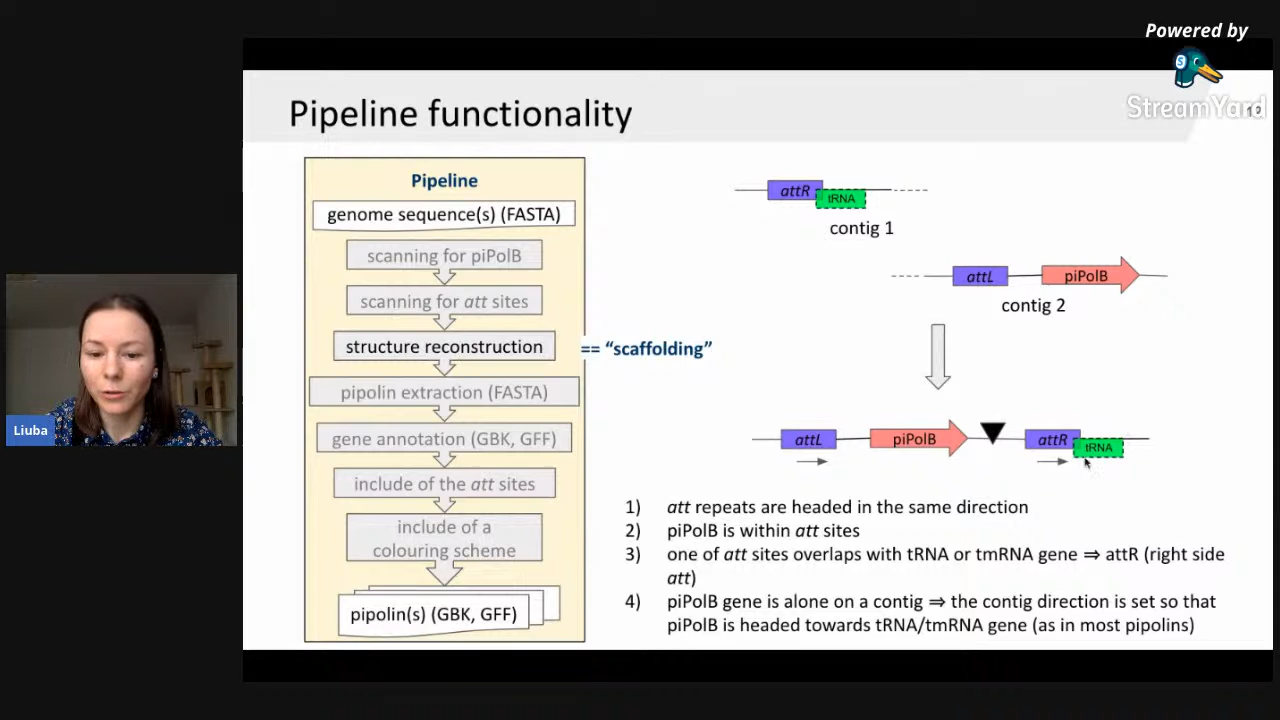 Powered by
StreamYard
Pipeline functionality
Pipeline
genome sequence(s) (FASTA)
scanning for piPolB
scanning for att sites
structure reconstruction
== “scaffolding”
pipolin extraction (FASTA)
gene annotation (GBK, GFF)
include of the att sites
include of a
colouring scheme
pipolin(s) (GBK, GFF)
attR
tRNA
contig 1
attL
piPolB
contig 2
attL
piPolB
attR
tRNA
1) att repeats are headed in the same direction
2) piPolB is within att sites
3) one of att sites overlaps with tRNA or tmRNA gene ⇒ attR (right side
att)
4) piPolB gene is alone on a contig ⇒ the contig direction is set so that
piPolB is headed towards tRNA/tmRNA gene (as in most pipolins)
Liuba